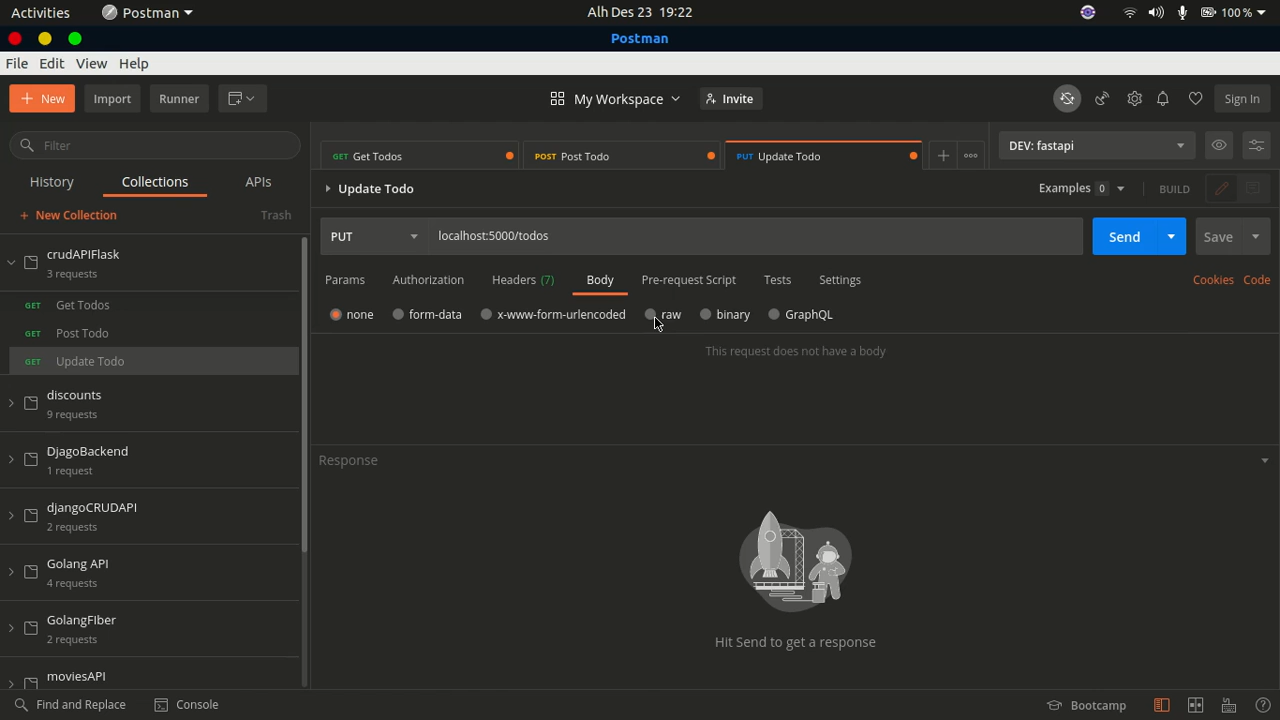 Activities
Postman
Alh Des 23 19:22
100 %
Postman
File Edit View Help
New
Import
Runner
My Workspace
Invite
Sign In
Filter
GET Get Todos
POST Post Todo
PUT Update Todo
DEV: fastapi
History
Collections
APIs
Update Todo
Examples 0
BUILD
+ New Collection
Trash
PUT
localhost:5000/todos
Send
Save
crudAPIFlask
3 requests
Params
Authorization
Headers (7)
Body
Pre-request Script
Tests
Settings
Cookies
Code
GET Get Todos
none
form-data
x-www-form-urlencoded
raw
binary
GraphQL
GET Post Todo
This request does not have a body
GET Update Todo
discounts
9 requests
DjagoBackend
1 request
Response
djangoCRUDAPI
2 requests
Golang API
4 requests
GolangFIber
2 requests
Hit Send to get a response
moviesAPI
Find and Replace
Console
Bootcamp